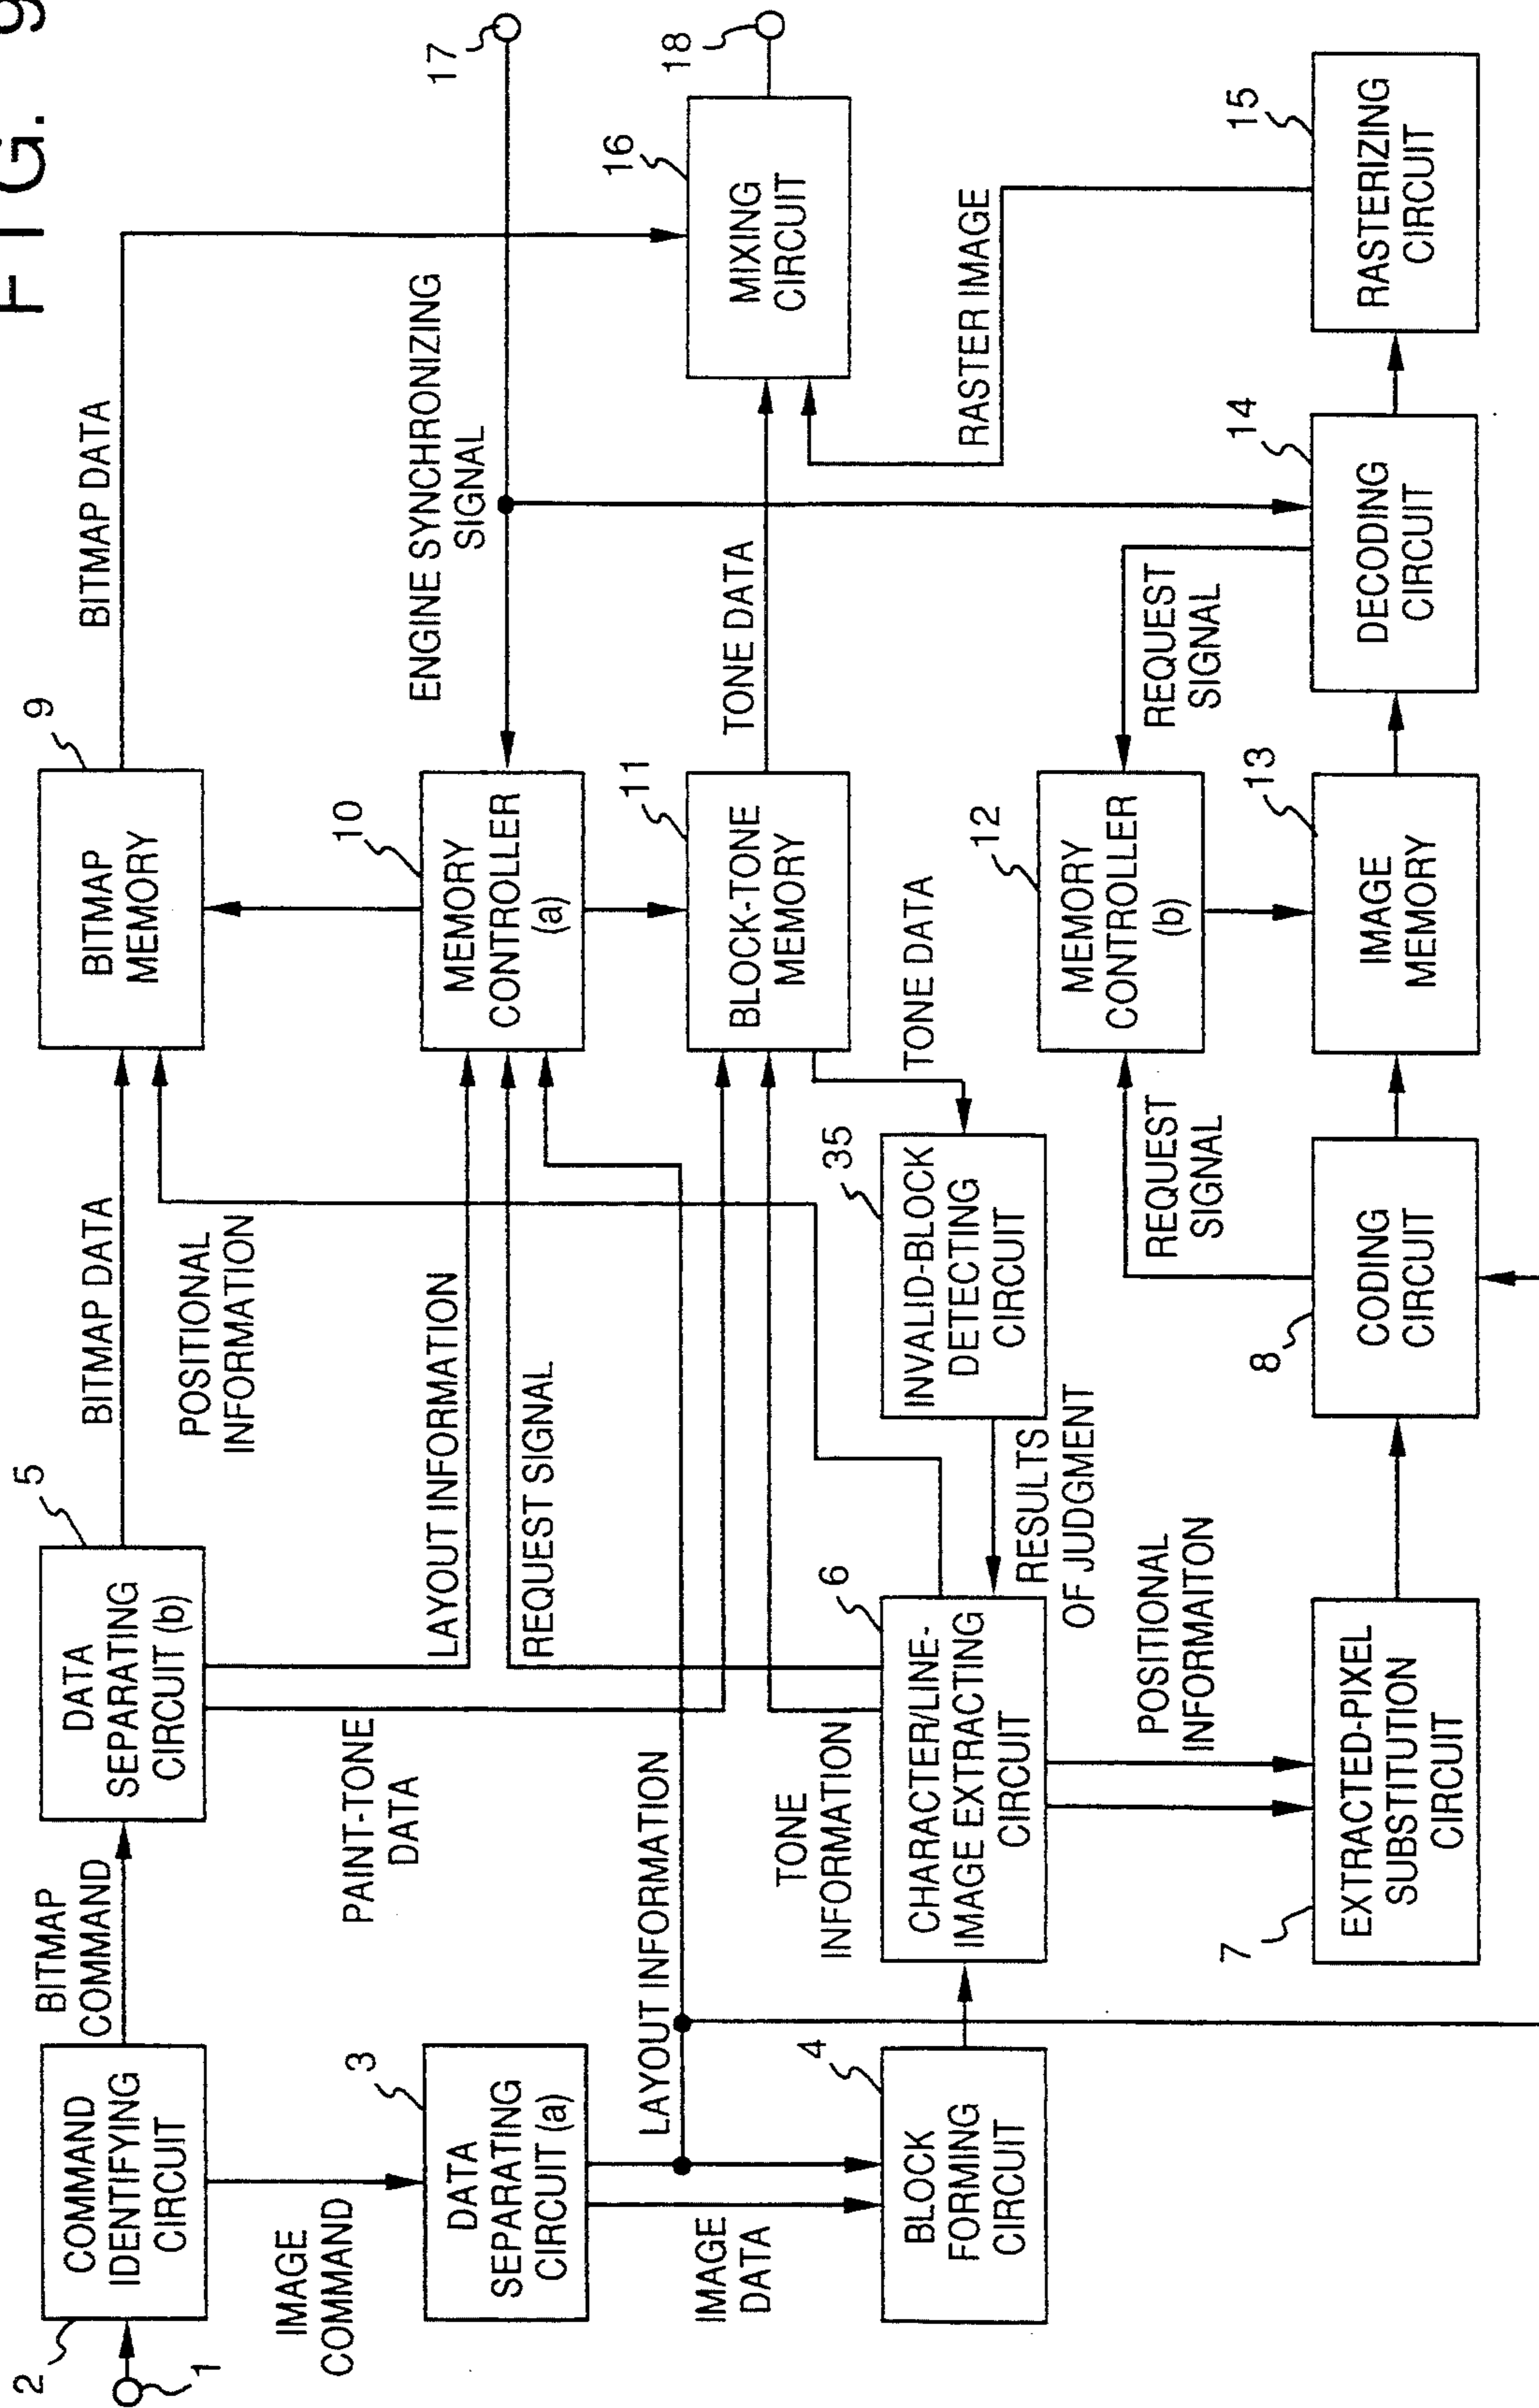 FIG. 9
1
2
COMMAND
IDENTIFYING
CIRCUIT
BITMAP
COMMAND
5
DATA
SEPARATING
CIRCUIT (b)
BITMAP DATA
POSITIONAL
INFORMATION
9
BITMAP
MEMORY
BITMAP DATA
IMAGE
COMMAND
3
DATA
SEPARATING
CIRCUIT (a)
PAINT-TONE
DATA
LAYOUT INFORMATION
REQUEST SIGNAL
10
MEMORY
CONTROLLER
(a)
ENGINE SYNCHRONIZING
SIGNAL
17
IMAGE
DATA
LAYOUT INFORMATION
TONE
INFORMATION
11
BLOCK-TONE
MEMORY
TONE DATA
16
MIXING
CIRCUIT
18
4
BLOCK
FORMING
CIRCUIT
6
CHARACTER/LINE-
IMAGE EXTRACTING
CIRCUIT
RESULTS
OF JUDGMENT
35
INVALID-BLOCK
DETECTING
CIRCUIT
TONE DATA
RASTER IMAGE
POSITIONAL
INFORMAITON
REQUEST
SIGNAL
12
MEMORY
CONTROLLER
(b)
REQUEST
SIGNAL
7
EXTRACTED-PIXEL
SUBSTITUTION
CIRCUIT
8
CODING
CIRCUIT
13
IMAGE
MEMORY
14
DECODING
CIRCUIT
15
RASTERIZING
CIRCUIT